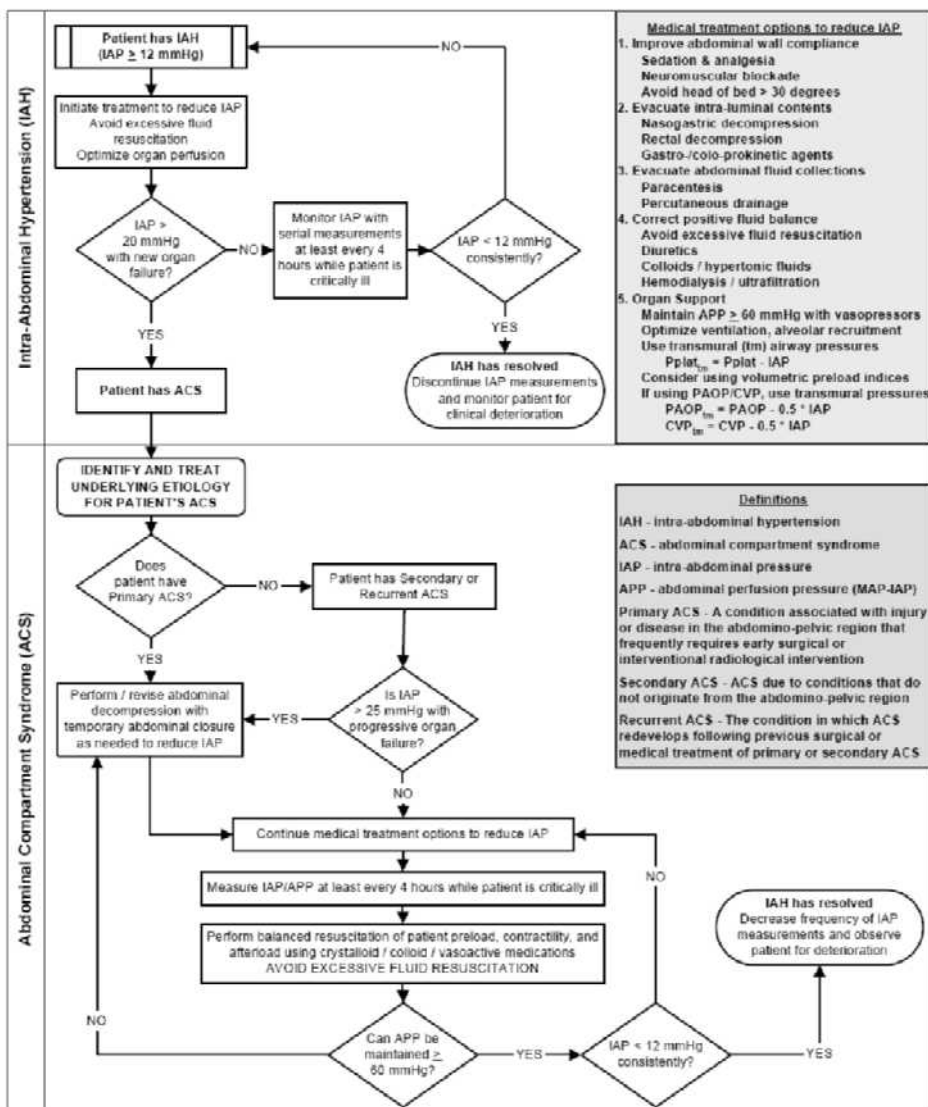 Intra-Abdominal Hypertension (IAH)
Patient has IAH
(IAP ≥ 12 mmHg)
NO
Initiate treatment to reduce IAP
Avoid excessive fluid
resuscitation
Optimize organ perfusion
IAP >
20 mmHg
with new organ
failure?
NO
Monitor IAP with
serial measurements
at least every 4
hours while patient is
critically ill
IAP < 12 mmHg
consistently?
YES
YES
Patient has ACS
IAH has resolved
Discontinue IAP measurements
and monitor patient for
clinical deterioration
Medical treatment options to reduce IAP
1. Improve abdominal wall compliance
Sedation & analgesia
Neuromuscular blockade
Avoid head of bed > 30 degrees
2. Evacuate intra-luminal contents
Nasogastric decompression
Rectal decompression
Gastro-/colo-prokinetic agents
3. Evacuate abdominal fluid collections
Paracentesis
Percutaneous drainage
4. Correct positive fluid balance
Avoid excessive fluid resuscitation
Diuretics
Colloids / hypertonic fluids
Hemodialysis / ultrafiltration
5. Organ Support
Maintain APP ≥ 60 mmHg with vasopressors
Optimize ventilation, alveolar recruitment
Use transmural (tm) airway pressures
Pplat tm = Pplat - IAP
Consider using volumetric preload indices
If using PAOP/CVP, use transmural pressures
PAOP tm = PAOP - 0.5 * IAP
CVP tm = CVP - 0.5 * IAP
Abdominal Compartment Syndrome (ACS)
IDENTIFY AND TREAT
UNDERLYING ETIOLOGY
FOR PATIENT'S ACS
Does
patient have
Primary ACS?
NO
Patient has Secondary or
Recurrent ACS
YES
Perform / revise abdominal
decompression with
temporary abdominal closure
as needed to reduce IAP
YES
Is IAP
> 25 mmHg with
progressive organ
failure?
NO
Continue medical treatment options to reduce IAP
Measure IAP/APP at least every 4 hours while patient is critically ill
Perform balanced resuscitation of patient preload, contractility, and
afterload using crystalloid / colloid / vasoactive medications
AVOID EXCESSIVE FLUID RESUSCITATION
NO
Can APP be
maintained ≥
60 mmHg?
YES
IAP < 12 mmHg
consistently?
NO
YES
IAH has resolved
Decrease frequency of IAP
measurements and observe
patient for deterioration
Definitions
IAH - intra-abdominal hypertension
ACS - abdominal compartment syndrome
IAP - intra-abdominal pressure
APP - abdominal perfusion pressure (MAP-IAP)
Primary ACS - A condition associated with injury
or disease in the abdomino-pelvic region that
frequently requires early surgical or
interventional radiological intervention
Secondary ACS - ACS due to conditions that do
not originate from the abdomino-pelvic region
Recurrent ACS - The condition in which ACS
redevelops following previous surgical or
medical treatment of primary or secondary ACS